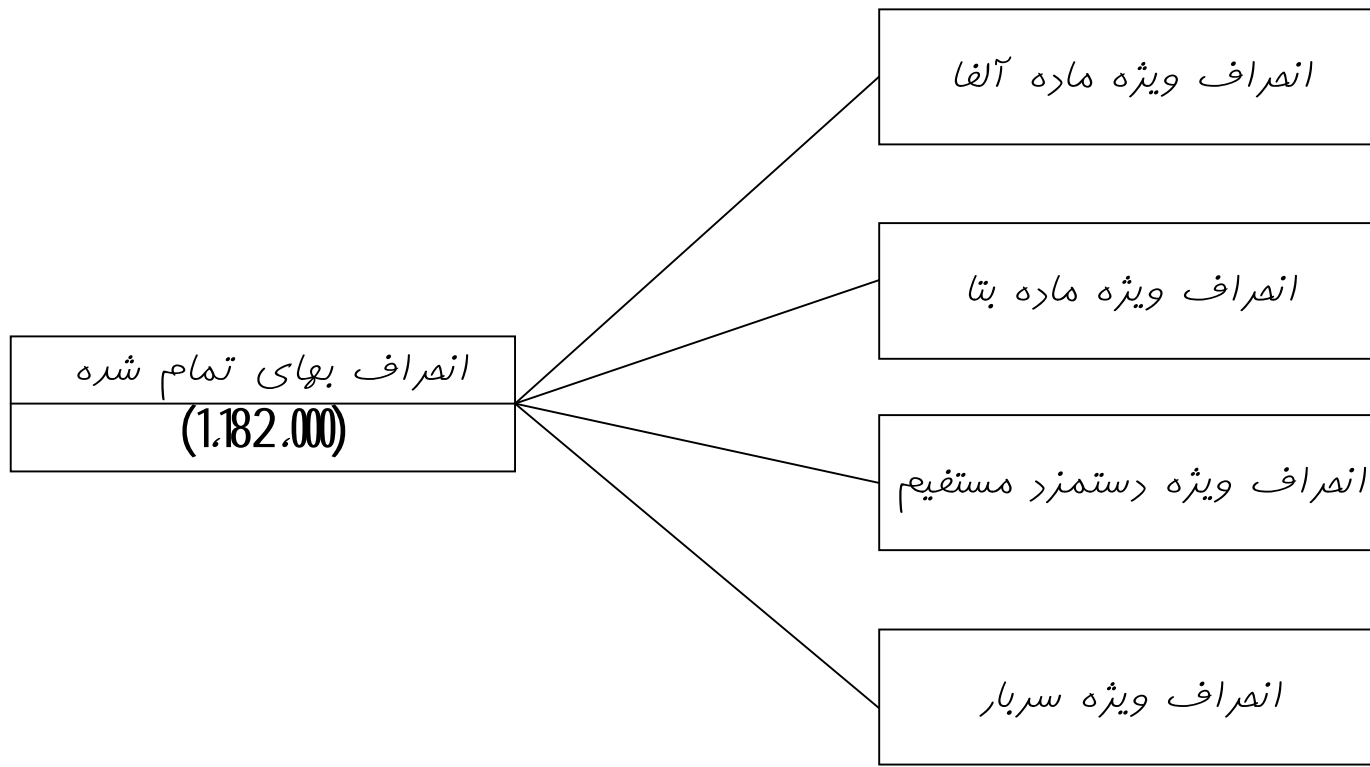 انحراف ویژه ماده آلفا
انحراف ویژه ماده بتا
انحراف بهای تمام شده
(1.182.000)
انحراف ویژه دستمزد مستقیم
انحراف ویژه سربار